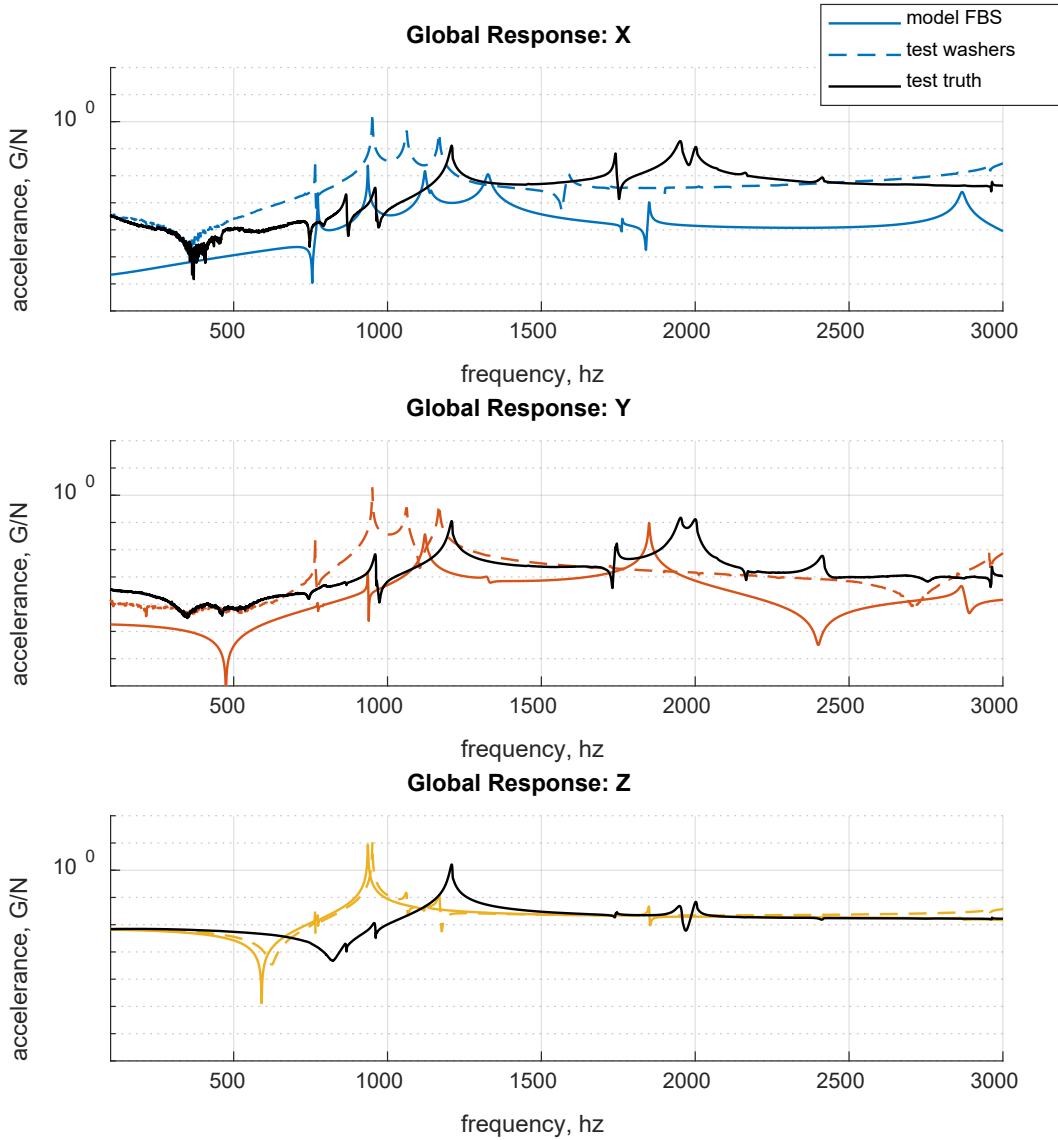 Global Response: X
model FBS
test washers
test truth
10 0
accelerance, G/N
500 1000 1500 2000 2500 3000
frequency, hz
Global Response: Y
10 0
accelerance, G/N
500 1000 1500 2000 2500 3000
frequency, hz
Global Response: Z
10 0
accelerance, G/N
500 1000 1500 2000 2500 3000
frequency, hz